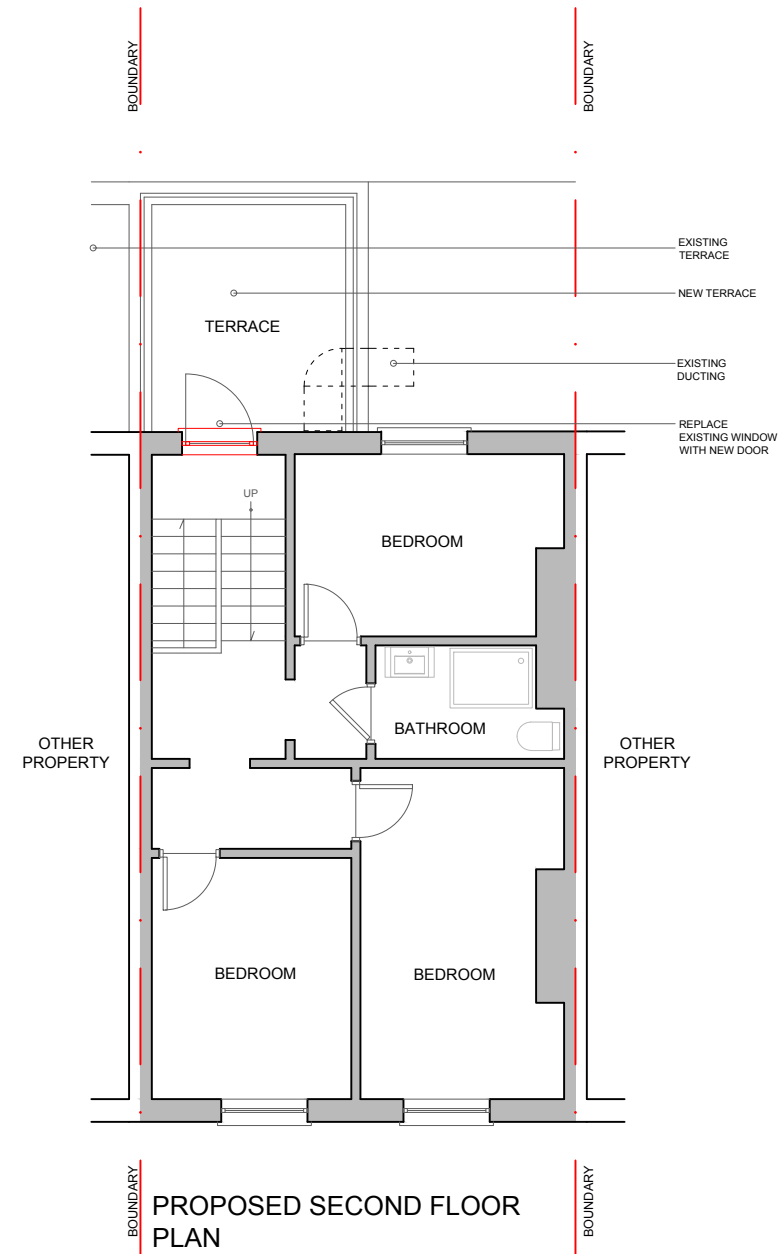 BOUNDARY
BOUNDARY
EXISTING
TERRACE
NEW TERRACE
TERRACE
EXISTING
DUCTING
REPLACE
EXISTING WINDOW
WITH NEW DOOR
UP
BEDROOM
BATHROOM
OTHER
PROPERTY
OTHER
PROPERTY
BEDROOM
BEDROOM
BOUNDARY
BOUNDARY
PROPOSED SECOND FLOOR
PLAN